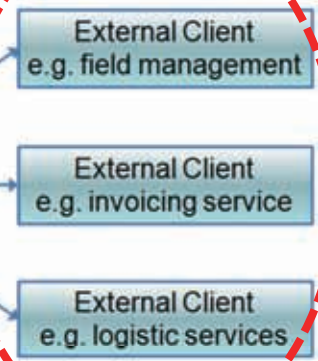 External Client
e.g. field management
External Client
e.g. invoicing service
External Client
e.g. logistic services